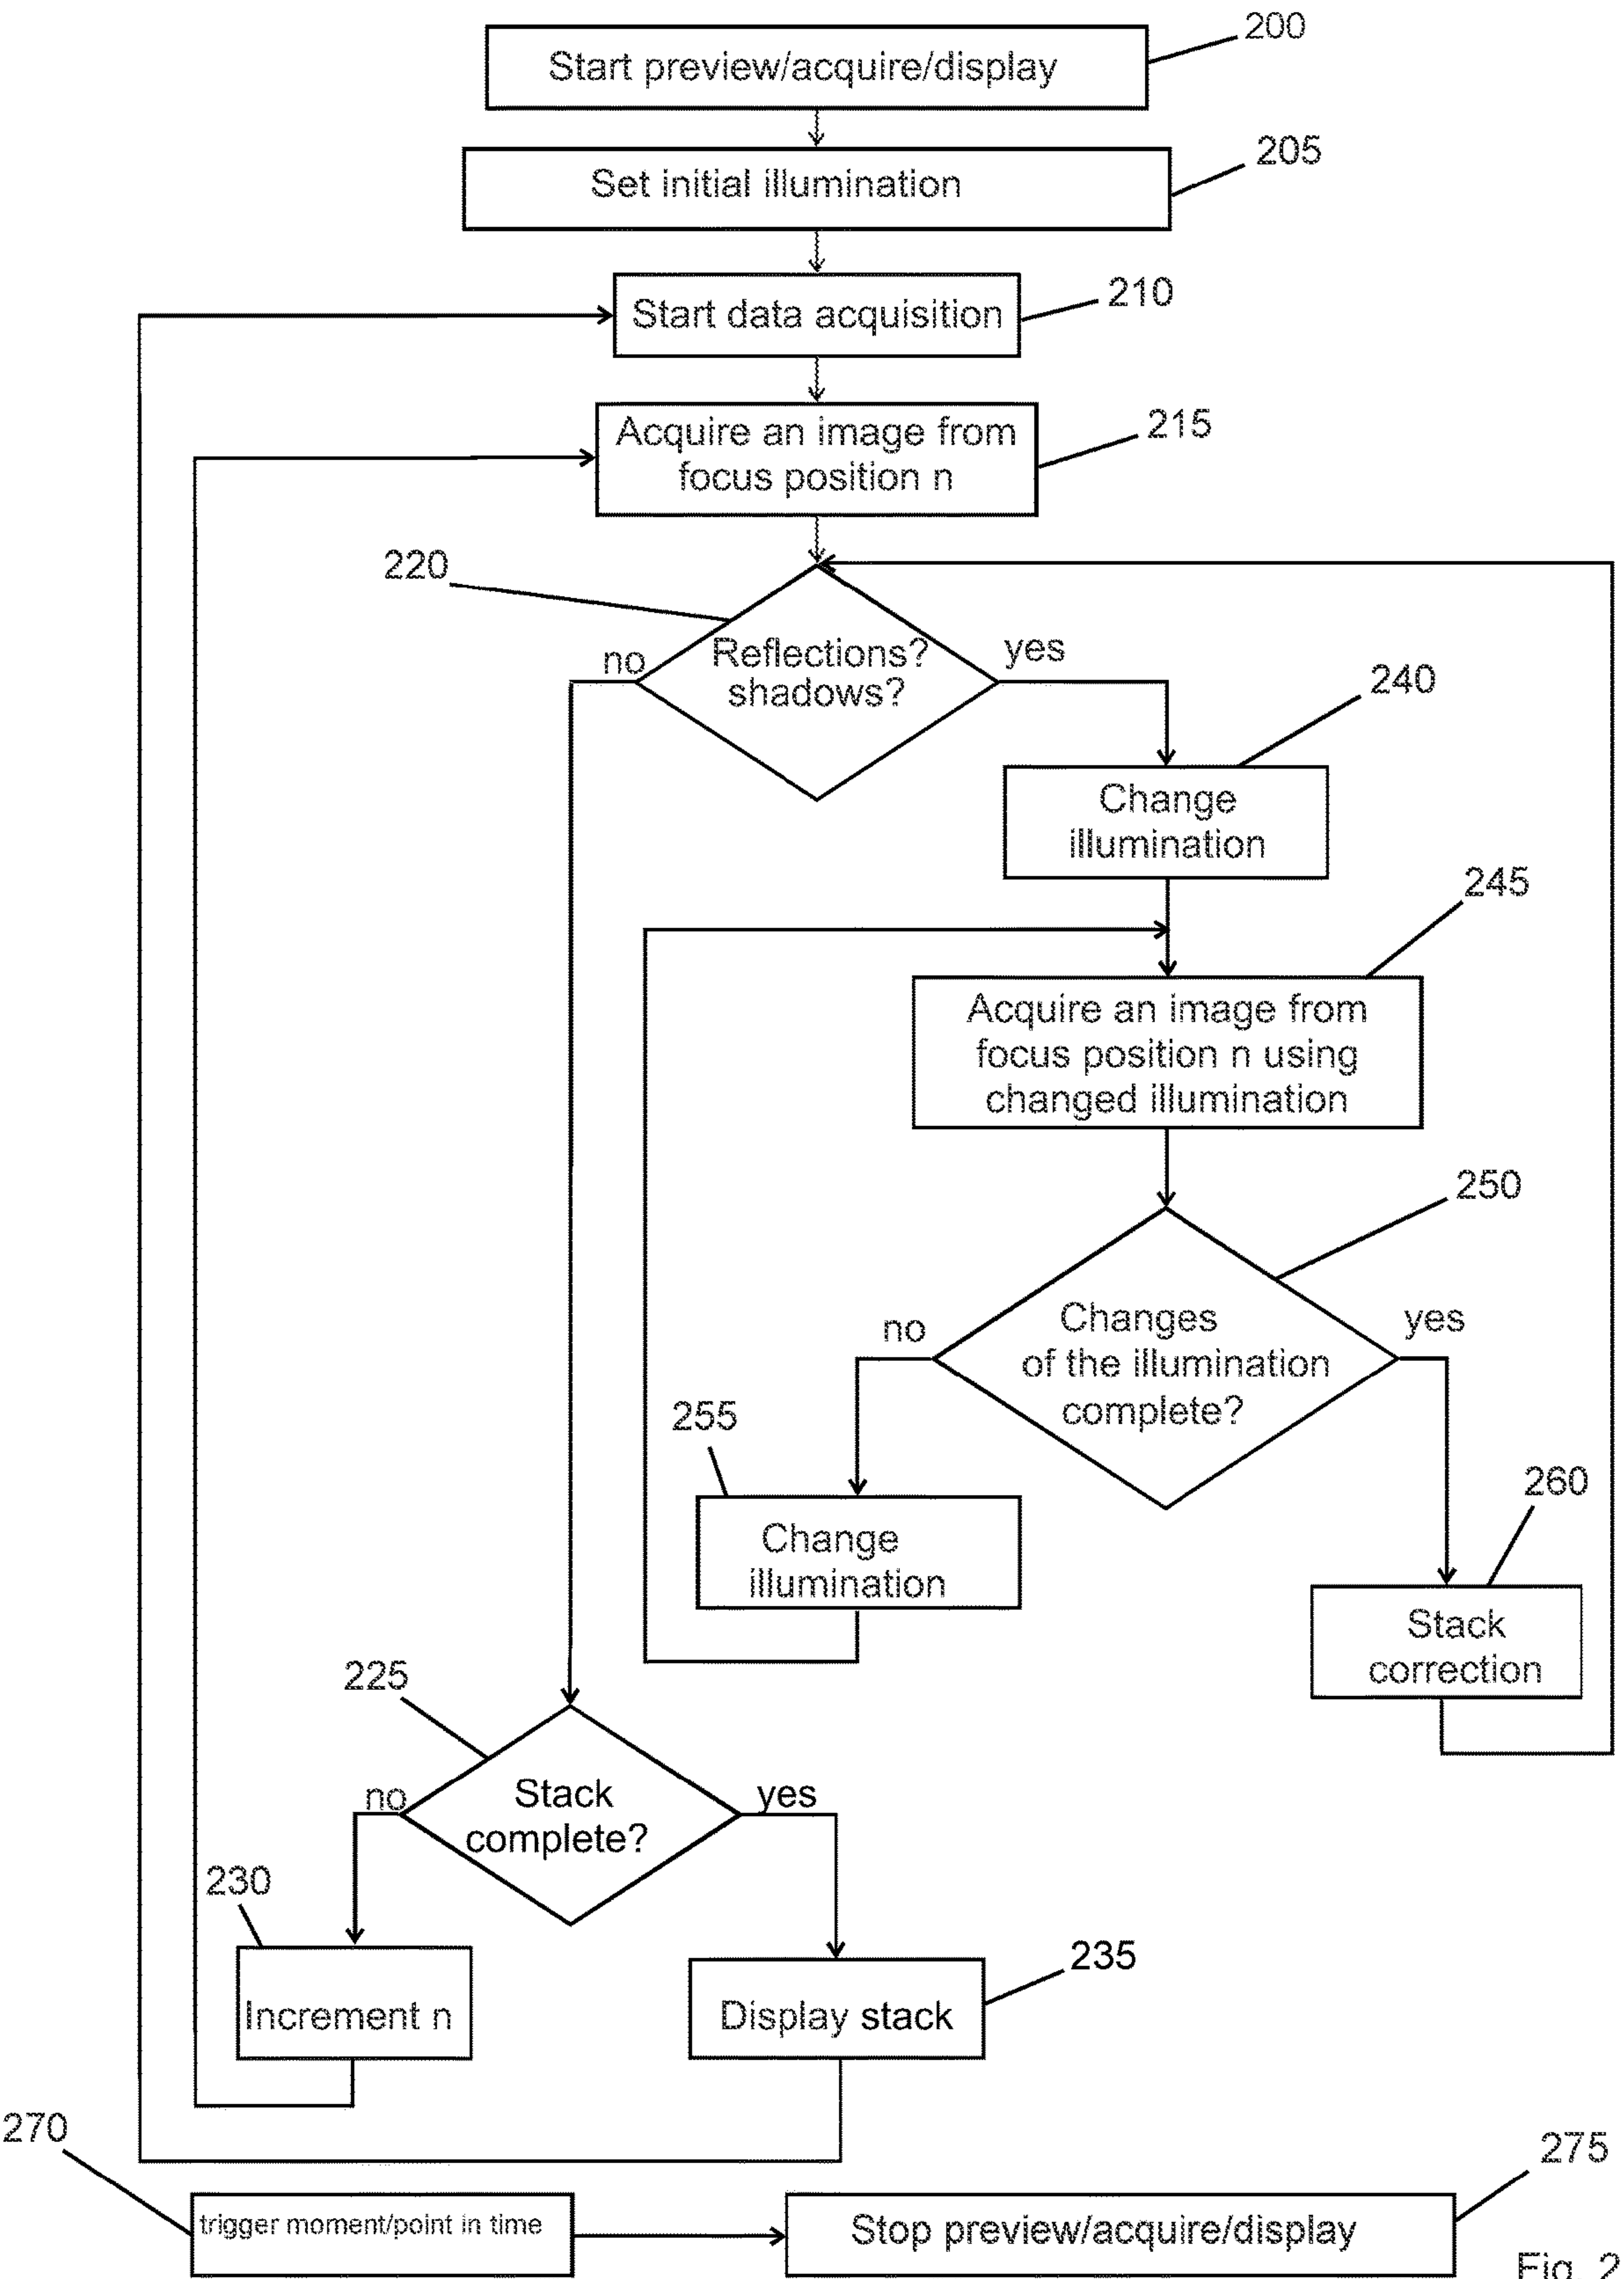 200
Start preview/acquire/display
205
Set initial illumination
210
Start data acquisition
215
Acquire an image from
focus position n
220
no
Reflections?
shadows?
yes
240
Change
illumination
245
Acquire an image from
focus position n using
changed illumination
250
no
Changes
of the illumination
complete?
yes
255
Change
illumination
260
Stack
correction
225
no
Stack
complete?
yes
230
Increment n
235
Display stack
270
trigger moment/point in time
275
Stop preview/acquire/display
Fig. 2